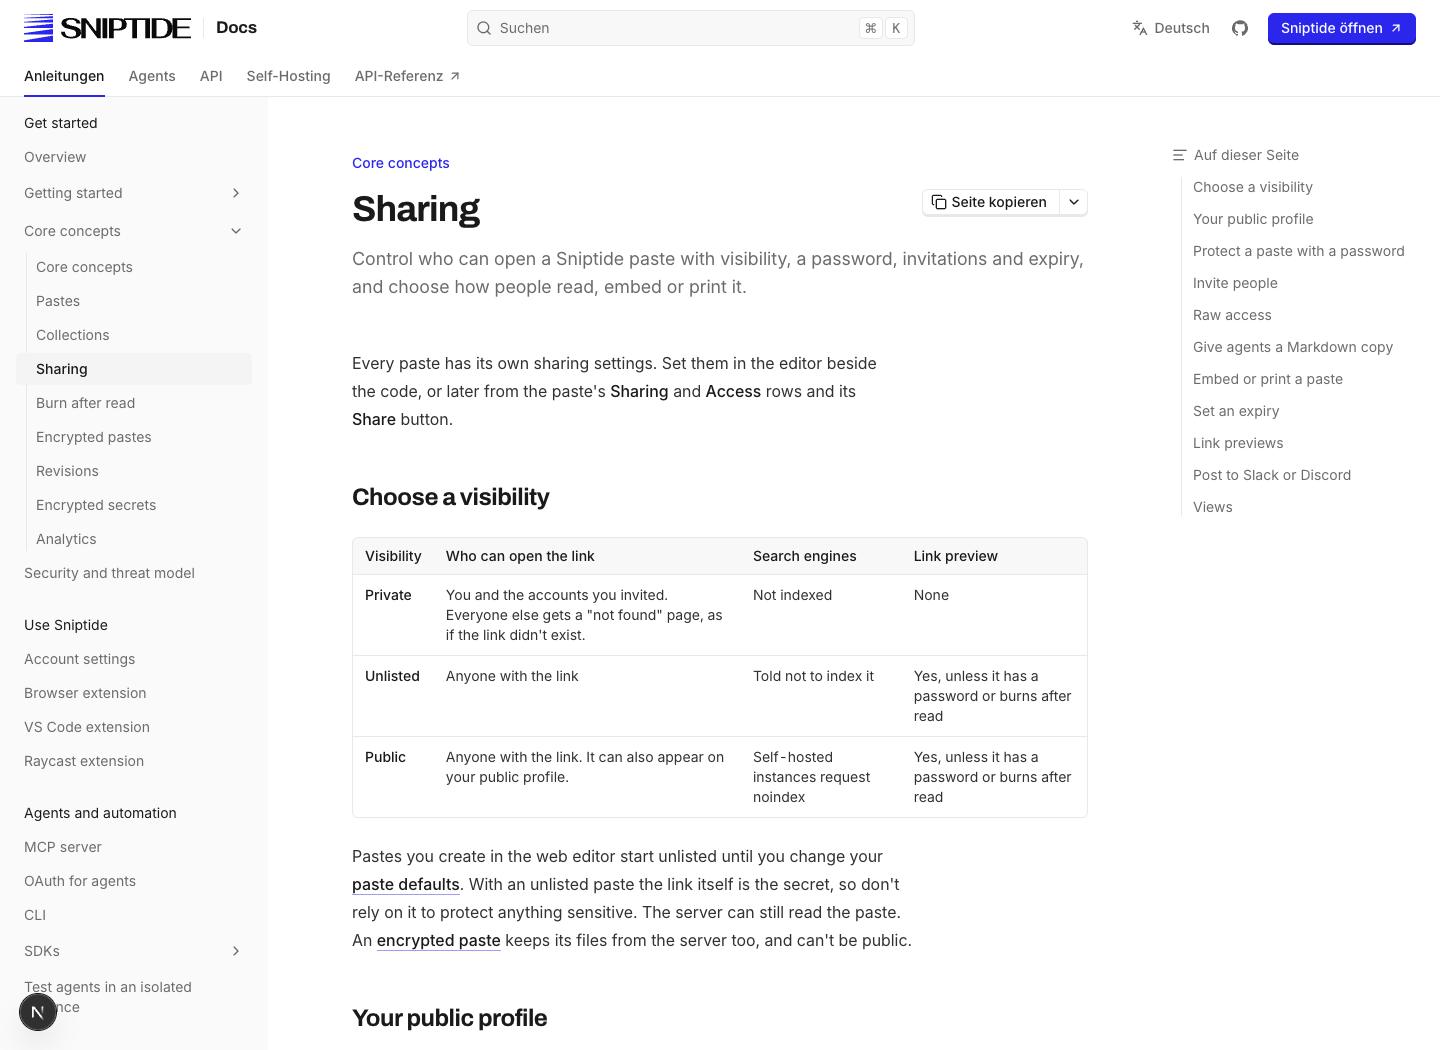 SNIPTIDE
Docs
Suchen
⌘ K
Deutsch
Sniptide öffnen
Anleitungen
Agents
API
Self-Hosting
API-Referenz
Get started
Overview
Getting started
Core concepts
Core concepts
Pastes
Collections
Sharing
Burn after read
Encrypted pastes
Revisions
Encrypted secrets
Analytics
Security and threat model
Use Sniptide
Account settings
Browser extension
VS Code extension
Raycast extension
Agents and automation
MCP server
OAuth for agents
CLI
SDKs
Test agents in an isolated
N
Core concepts
Sharing
Seite kopieren
Control who can open a Sniptide paste with visibility, a password, invitations and expiry,
and choose how people read, embed or print it.
Every paste has its own sharing settings. Set them in the editor beside
the code, or later from the paste's Sharing and Access rows and its
Share button.
Choose a visibility
Visibility
Who can open the link
Search engines
Link preview
Private
You and the accounts you invited.
Everyone else gets a "not found" page, as
if the link didn't exist.
Not indexed
None
Unlisted
Anyone with the link
Told not to index it
Yes, unless it has a
password or burns after
read
Public
Anyone with the link. It can also appear on
your public profile.
Self-hosted
instances request
noindex
Yes, unless it has a
password or burns after
read
Pastes you create in the web editor start unlisted until you change your
paste defaults. With an unlisted paste the link itself is the secret, so don't
rely on it to protect anything sensitive. The server can still read the paste.
An encrypted paste keeps its files from the server too, and can't be public.
Your public profile
Auf dieser Seite
Choose a visibility
Your public profile
Protect a paste with a password
Invite people
Raw access
Give agents a Markdown copy
Embed or print a paste
Set an expiry
Link previews
Post to Slack or Discord
Views